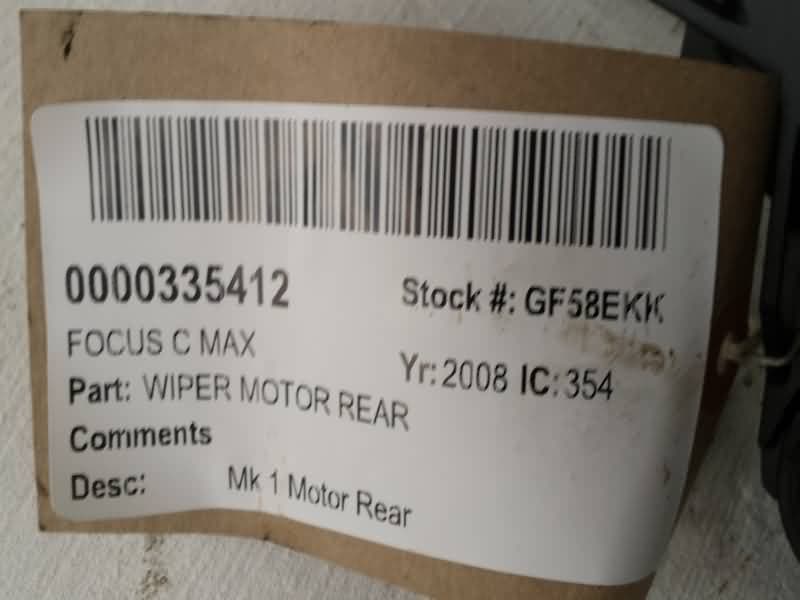 0000335412
Stock #: GF58EKK
FOCUS C MAX
Yr: 2008 IC: 354
Part: WIPER MOTOR REAR
Comments
Desc: Mk 1 Motor Rear